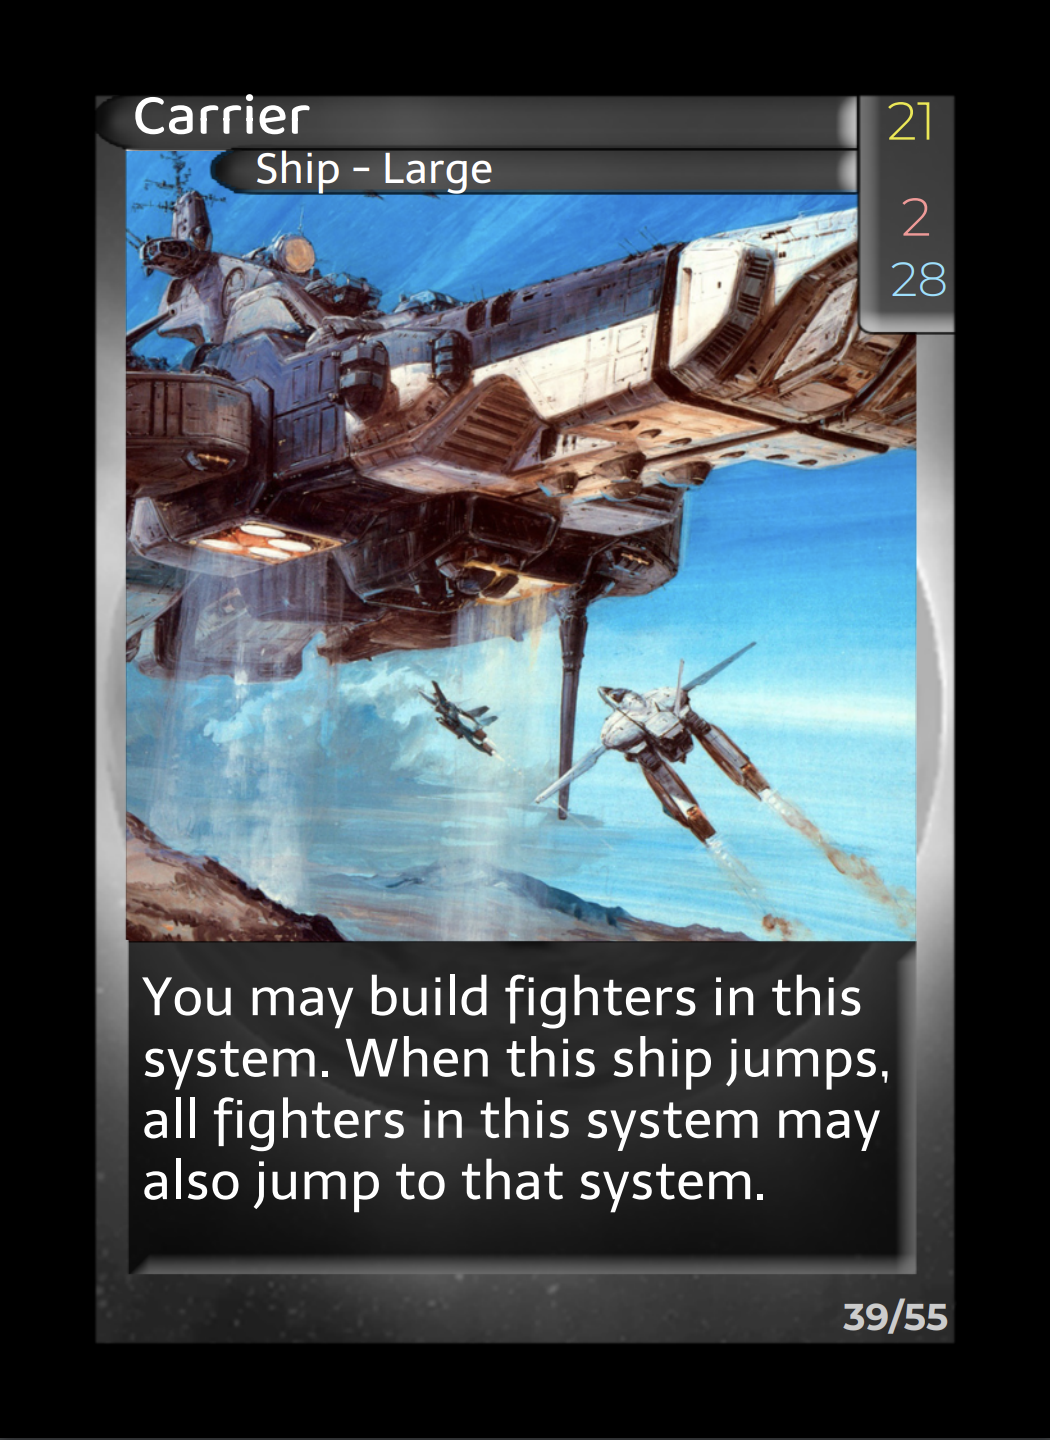 Carrier
21
Ship - Large
2
28
You may build fighters in this
system. When this ship jumps,
all fighters in this system may
also jump to that system.
39/55